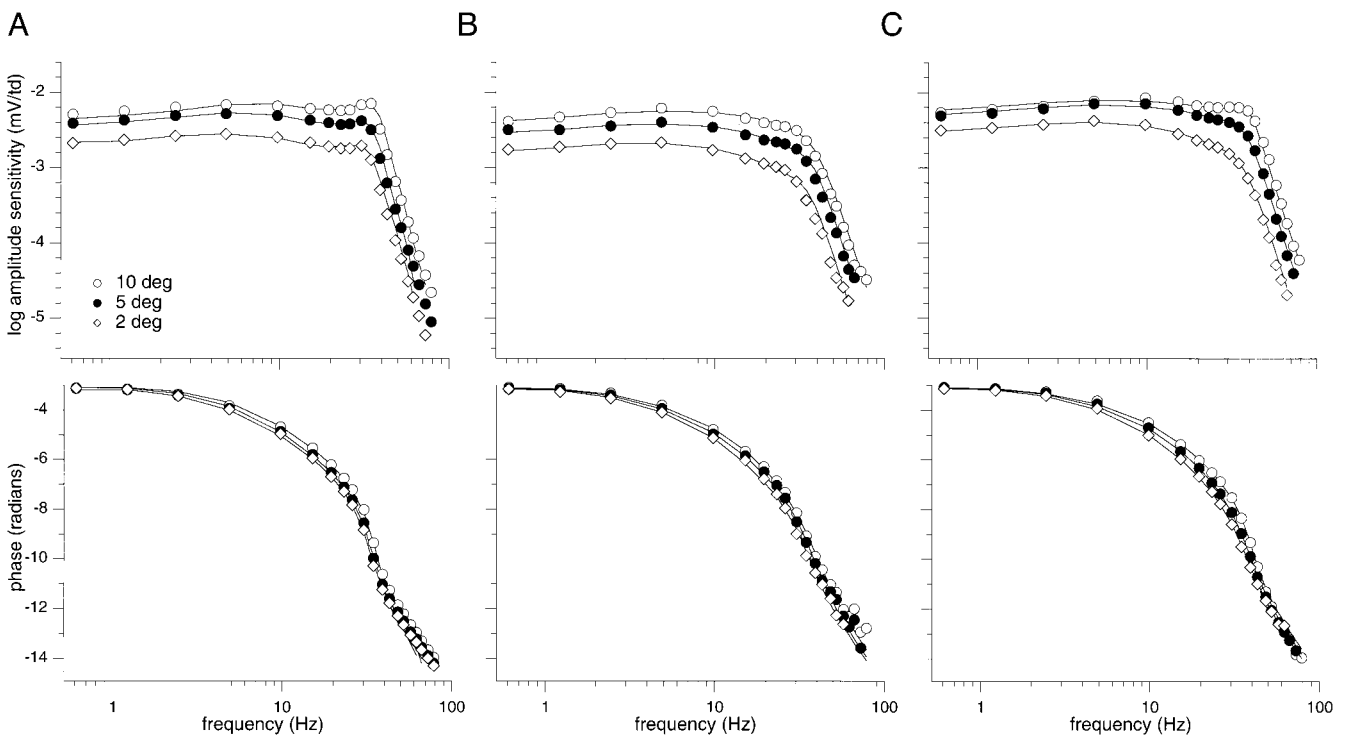 A
B
C
log amplitude sensitivity (mV/td)
-2
-3
-4
-5
10 deg
5 deg
2 deg
phase (radians)
-4
-6
-8
-10
-12
-14
1 10 100
1 10 100
1 10 100
frequency (Hz)
frequency (Hz)
frequency (Hz)